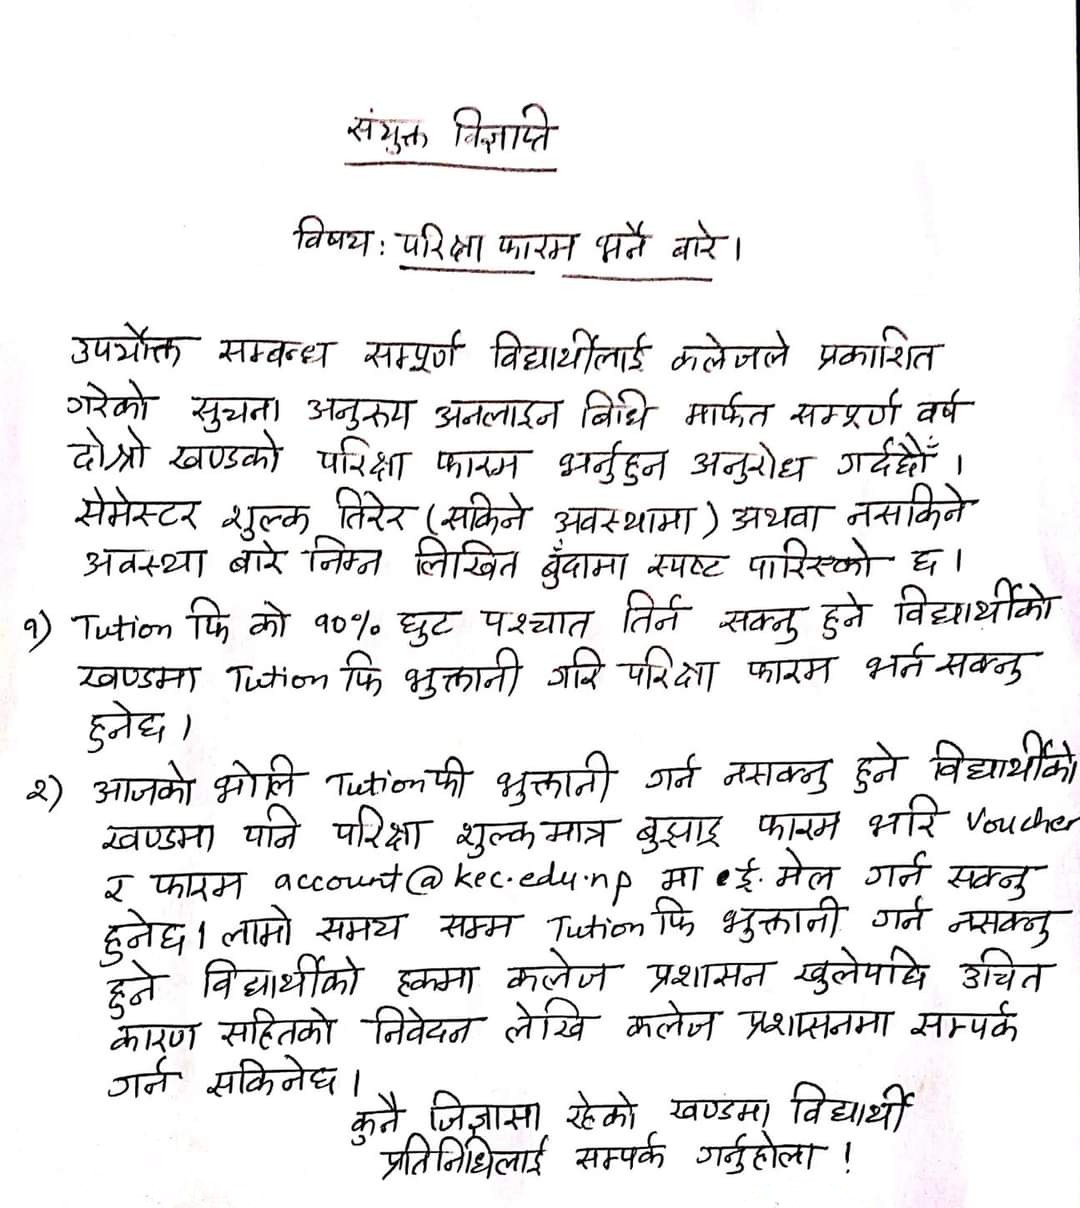 संयुक्त विज्ञप्ति
विषय: परिक्षा फारम भर्ने बारे।
उपर्योक्त सम्बन्ध सम्पूर्ण विद्यार्थीलाई कलेजले प्रकाशित
गरेको सुचना अनुरुप अनलाइन बिधि मार्फत सम्पूर्ण वर्ष
दोश्रो खण्डको परिक्षा फारम भर्नुहुन अनुरोध गर्दछौँ।
सेमेस्टर शुल्क तिरेर (सकिने अवस्थामा) अथवा नसकिने
अवस्था बारे निम्न लिखित बुँदामा स्पष्ट पारिएको छ।
१) Tution फि को १०% छुट पश्चात तिर्न सक्नु हुने विद्यार्थीको
खण्डमा Tution फि भुक्तानी गरि परिक्षा फारम भर्न सक्नु
हुनेछ।
२) आजको भोलि Tution फी भुक्तानी गर्न नसक्नु हुने विद्यार्थीको
खण्डमा पनि परिक्षा शुल्क मात्र बुझाइ फारम भरि Voucher
र फारम account@kec.edu.np मा ई.मेल गर्न सक्नु
हुनेछ। लामो समय सम्म Tution फि भुक्तानी गर्न नसक्नु
हुने विद्यार्थीको हकमा कलेज प्रशासन खुलेपछि उचित
कारण सहितको निवेदन लेखि कलेज प्रशासनमा सम्पर्क
गर्न सकिनेछ।
कुनै जिज्ञासा रहेको खण्डमा विद्यार्थी
प्रतिनिधिलाई सम्पर्क गर्नुहोला !